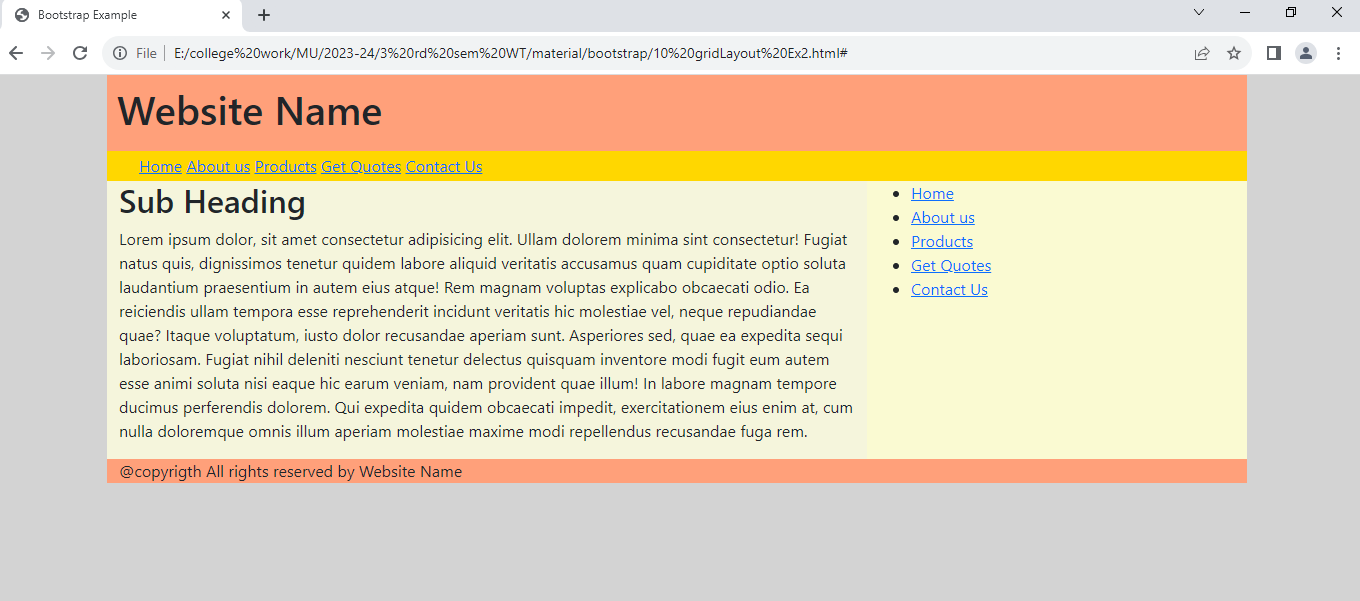 Bootstrap Example
File
E:/college%20work/MU/2023-24/3%20rd%20sem%20WT/material/bootstrap/10%20gridLayout%20Ex2.html#
Website Name
Home About us Products Get Quotes Contact Us
Sub Heading
Lorem ipsum dolor, sit amet consectetur adipisicing elit. Ullam dolorem minima sint consectetur! Fugiat
natus quis, dignissimos tenetur quidem labore aliquid veritatis accusamus quam cupiditate optio soluta
laudantium praesentium in autem eius atque! Rem magnam voluptas explicabo obcaecati odio. Ea
reiciendis ullam tempora esse reprehenderit incidunt veritatis hic molestiae vel, neque repudiandae
quae? Itaque voluptatum, iusto dolor recusandae aperiam sunt. Asperiores sed, quae ea expedita sequi
laboriosam. Fugiat nihil deleniti nesciunt tenetur delectus quisquam inventore modi fugit eum autem
esse animi soluta nisi eaque hic earum veniam, nam provident quae illum! In labore magnam tempore
ducimus perferendis dolorem. Qui expedita quidem obcaecati impedit, exercitationem eius enim at, cum
nulla doloremque omnis illum aperiam molestiae maxime modi repellendus recusandae fuga rem.
Home
About us
Products
Get Quotes
Contact Us
@copyrigth All rights reserved by Website Name